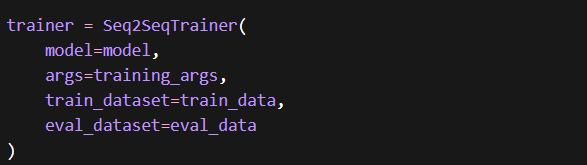 trainer = Seq2SeqTrainer(
    model=model,
    args=training_args,
    train_dataset=train_data,
    eval_dataset=eval_data
)